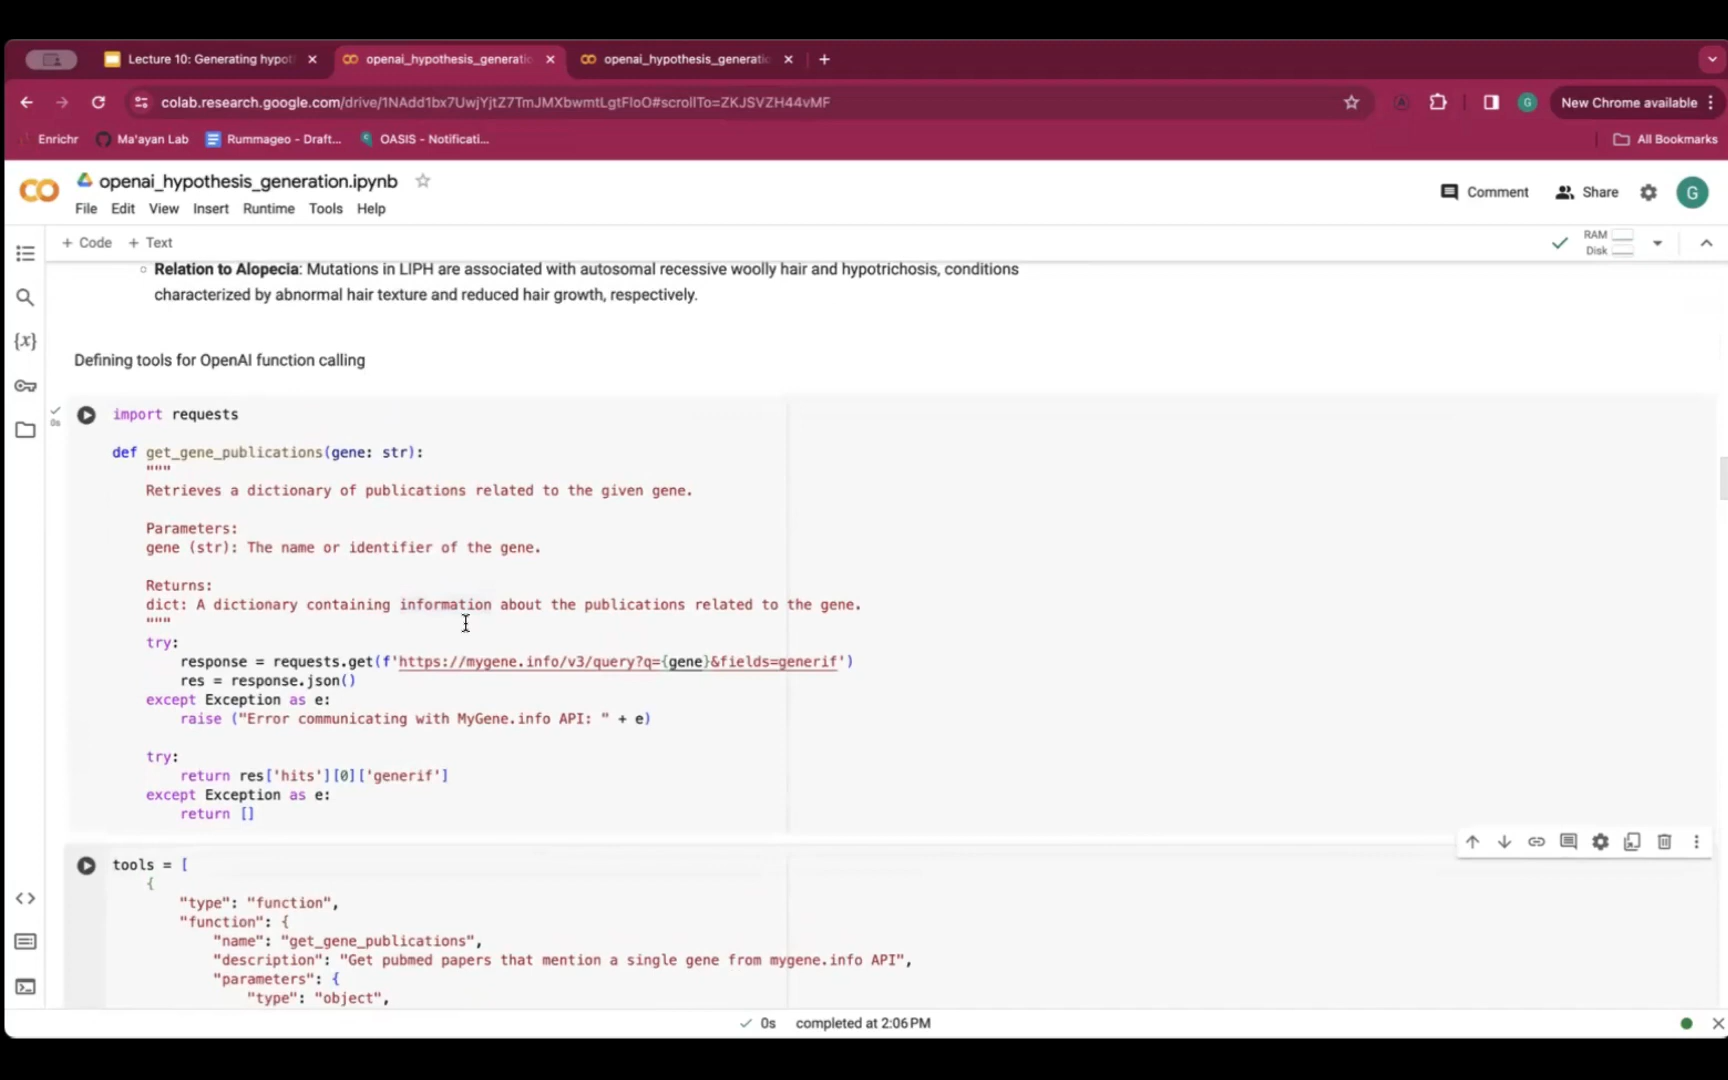 Lecture 10: Generating hypot
openai_hypothesis_generatio
openai_hypothesis_generatio
colab.research.google.com/drive/1NAdd1bx7UwjYjtZ7TmJMXbwmtLgtFIoO#scrollTo=ZKJSVZH44vMF
G
New Chrome available
Enrichr
Ma'ayan Lab
Rummageo - Draft...
OASIS - Notificati...
All Bookmarks
openai_hypothesis_generation.ipynb
Comment
Share
G
File Edit View Insert Runtime Tools Help
+ Code + Text
RAM
Disk
Relation to Alopecia: Mutations in LIPH are associated with autosomal recessive woolly hair and hypotrichosis, conditions
characterized by abnormal hair texture and reduced hair growth, respectively.
Defining tools for OpenAI function calling
0s
import requests
def get_gene_publications(gene: str):
"""
Retrieves a dictionary of publications related to the given gene.
Parameters:
gene (str): The name or identifier of the gene.
Returns:
dict: A dictionary containing information about the publications related to the gene.
"""
try:
response = requests.get(f'https://mygene.info/v3/query?q={gene}&fields=generif')
res = response.json()
except Exception as e:
raise ("Error communicating with MyGene.info API: " + e)
try:
return res['hits'][0]['generif']
except Exception as e:
return []
tools = [
{
"type": "function",
"function": {
"name": "get_gene_publications",
"description": "Get pubmed papers that mention a single gene from mygene.info API",
"parameters": {
"type": "object",
0s completed at 2:06 PM